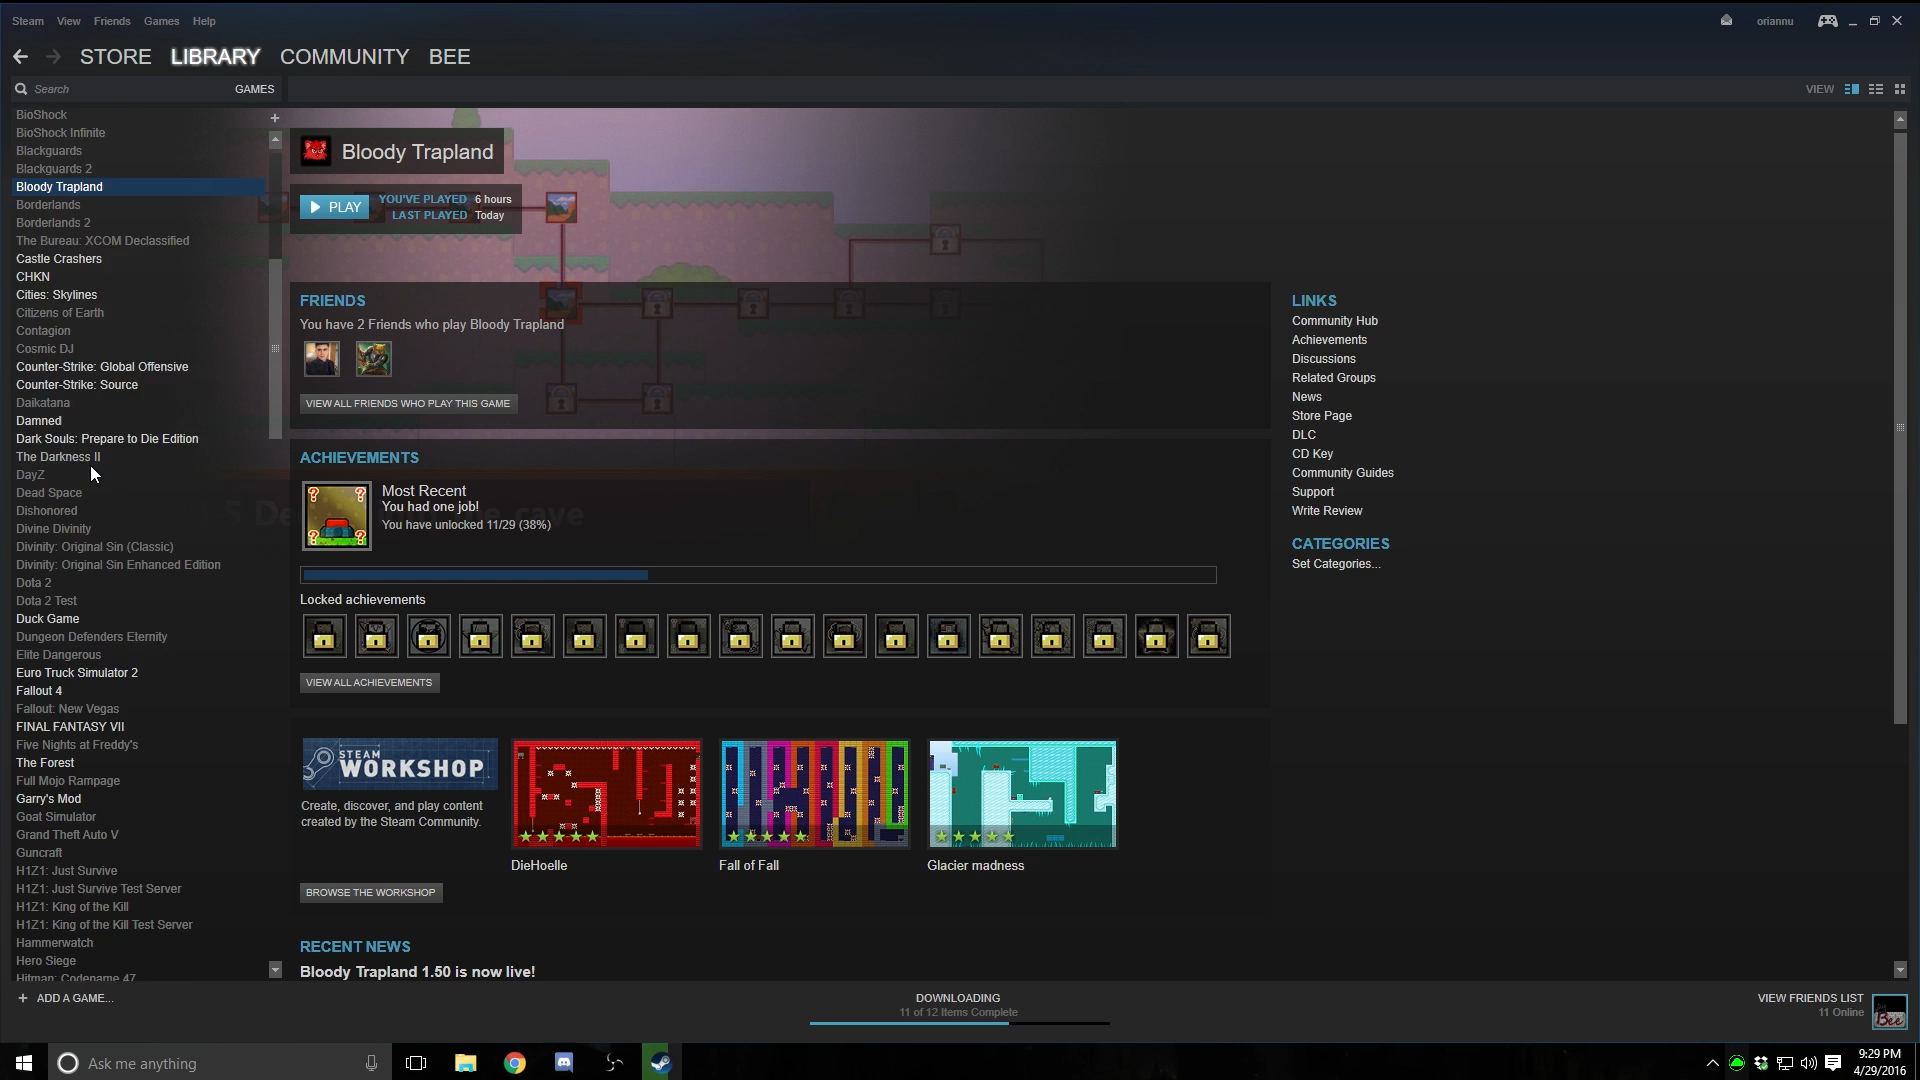 Steam View Friends Games Help
oriannu
STORE LIBRARY COMMUNITY BEE
Search GAMES
VIEW
BioShock
BioShock Infinite
Blackguards
Blackguards 2
Bloody Trapland
Borderlands
Borderlands 2
The Bureau: XCOM Declassified
Castle Crashers
CHKN
Cities: Skylines
Citizens of Earth
Contagion
Cosmic DJ
Counter-Strike: Global Offensive
Counter-Strike: Source
Daikatana
Damned
Dark Souls: Prepare to Die Edition
The Darkness II
DayZ
Dead Space
Dishonored
Divine Divinity
Divinity: Original Sin (Classic)
Divinity: Original Sin Enhanced Edition
Dota 2
Dota 2 Test
Duck Game
Dungeon Defenders Eternity
Elite Dangerous
Euro Truck Simulator 2
Fallout 4
Fallout: New Vegas
FINAL FANTASY VII
Five Nights at Freddy's
The Forest
Full Mojo Rampage
Garry's Mod
Goat Simulator
Grand Theft Auto V
Guncraft
H1Z1: Just Survive
H1Z1: Just Survive Test Server
H1Z1: King of the Kill
H1Z1: King of the Kill Test Server
Hammerwatch
Hero Siege
Hitman: Codename 47
+ ADD A GAME...
Bloody Trapland
PLAY
YOU'VE PLAYED 6 hours
LAST PLAYED Today
FRIENDS
You have 2 Friends who play Bloody Trapland
VIEW ALL FRIENDS WHO PLAY THIS GAME
ACHIEVEMENTS
Most Recent
You had one job!
You have unlocked 11/29 (38%)
cave
Locked achievements
VIEW ALL ACHIEVEMENTS
STEAM
WORKSHOP
Create, discover, and play content
created by the Steam Community.
BROWSE THE WORKSHOP
DieHoelle
Fall of Fall
Glacier madness
RECENT NEWS
Bloody Trapland 1.50 is now live!
LINKS
Community Hub
Achievements
Discussions
Related Groups
News
Store Page
DLC
CD Key
Community Guides
Support
Write Review
CATEGORIES
Set Categories...
DOWNLOADING
11 of 12 Items Complete
VIEW FRIENDS LIST
11 Online
Bee
Ask me anything
9:29 PM
4/29/2016